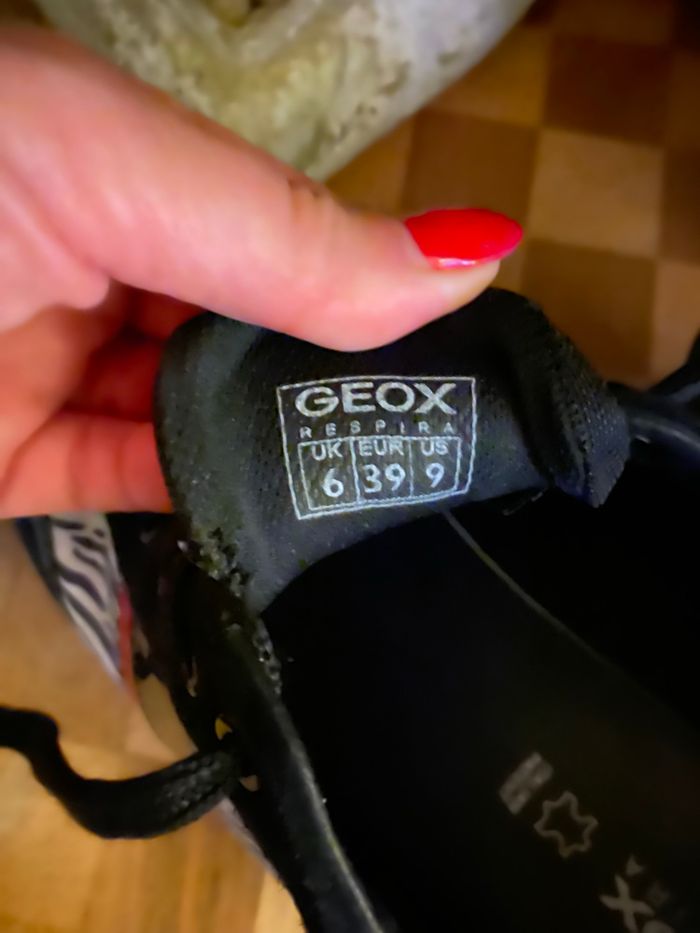 GEOX
RESPIRA
UK EUR US
6 39 9